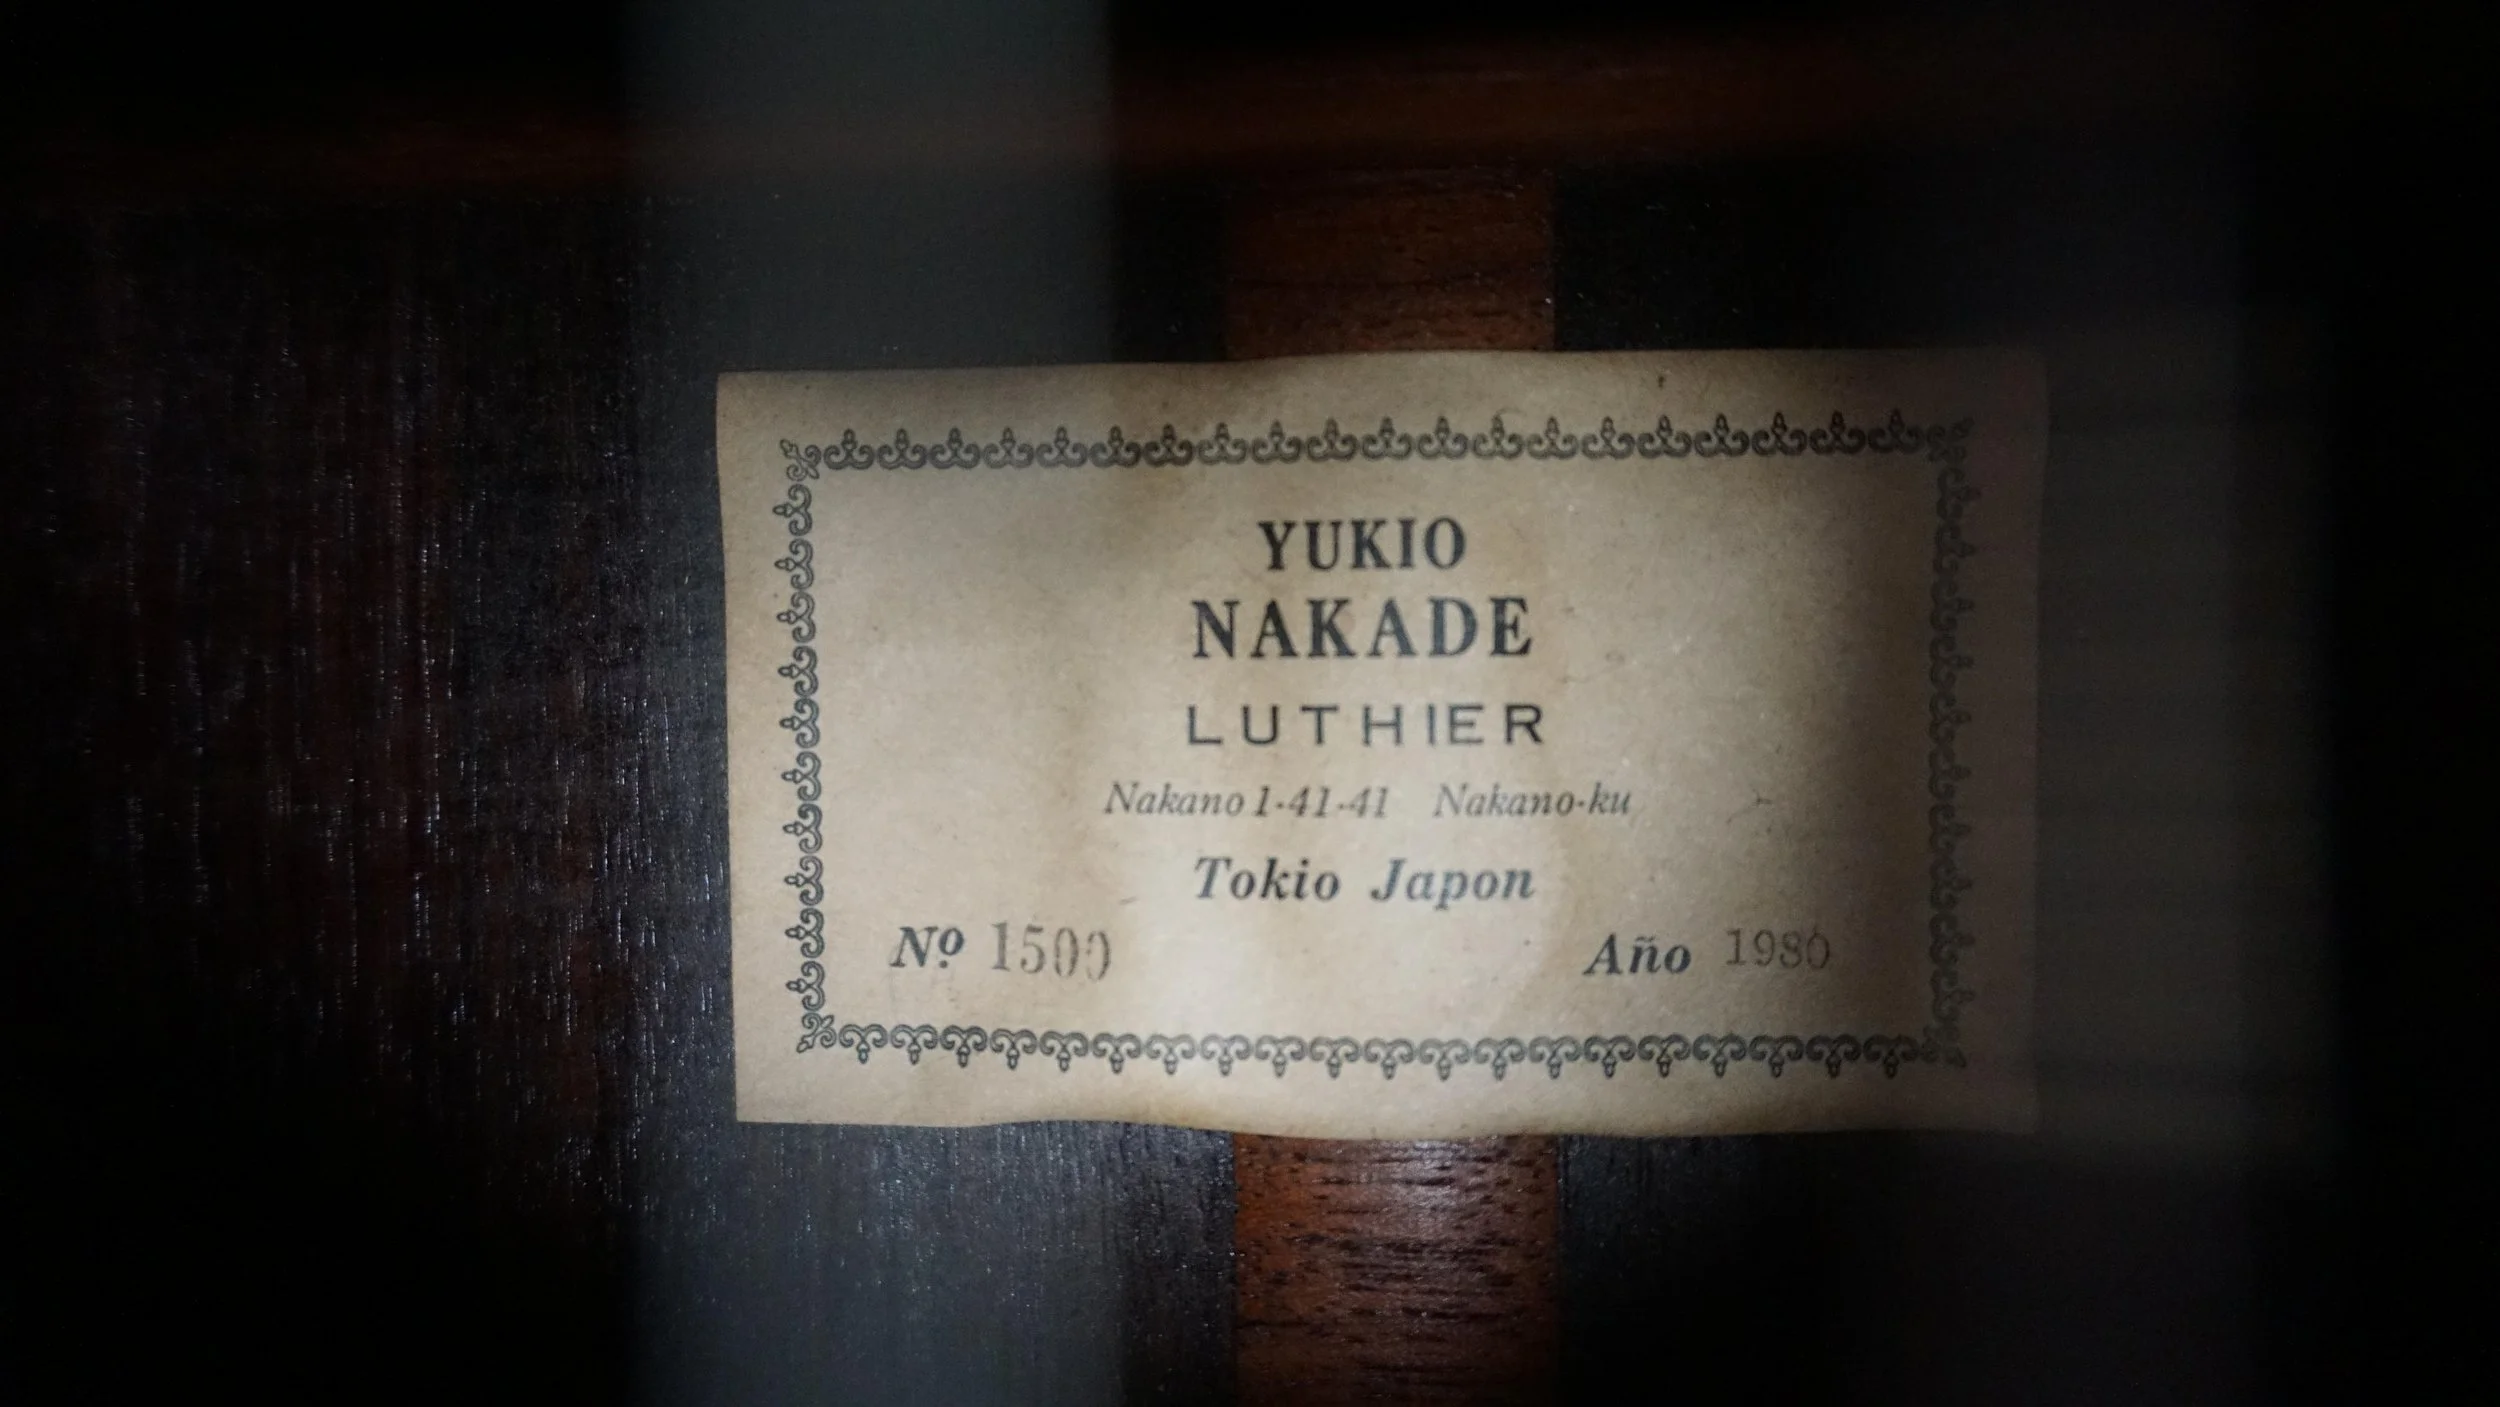 YUKIO
NAKADE
LUTHIER
Nakano 1-41-41 Nakano-ku
Tokio Japon
Nº 1500 Año 1980